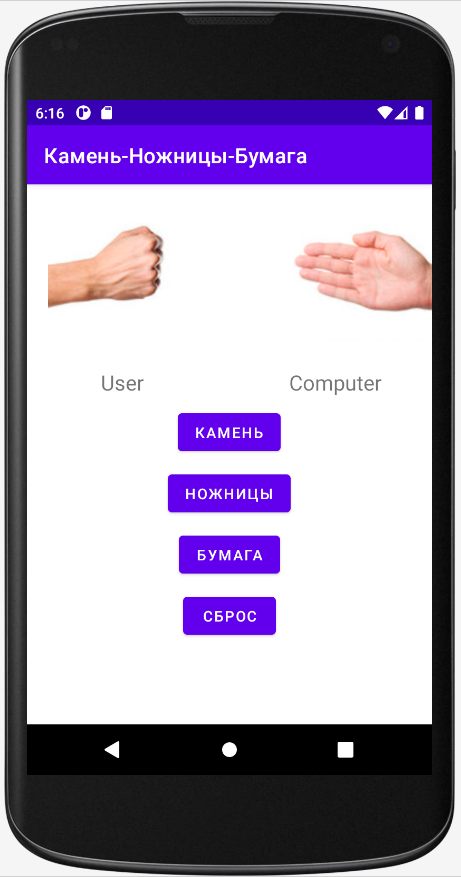 6:16
Камень-Ножницы-Бумага
User
Computer
КАМЕНЬ
НОЖНИЦЫ
БУМАГА
СБРОС